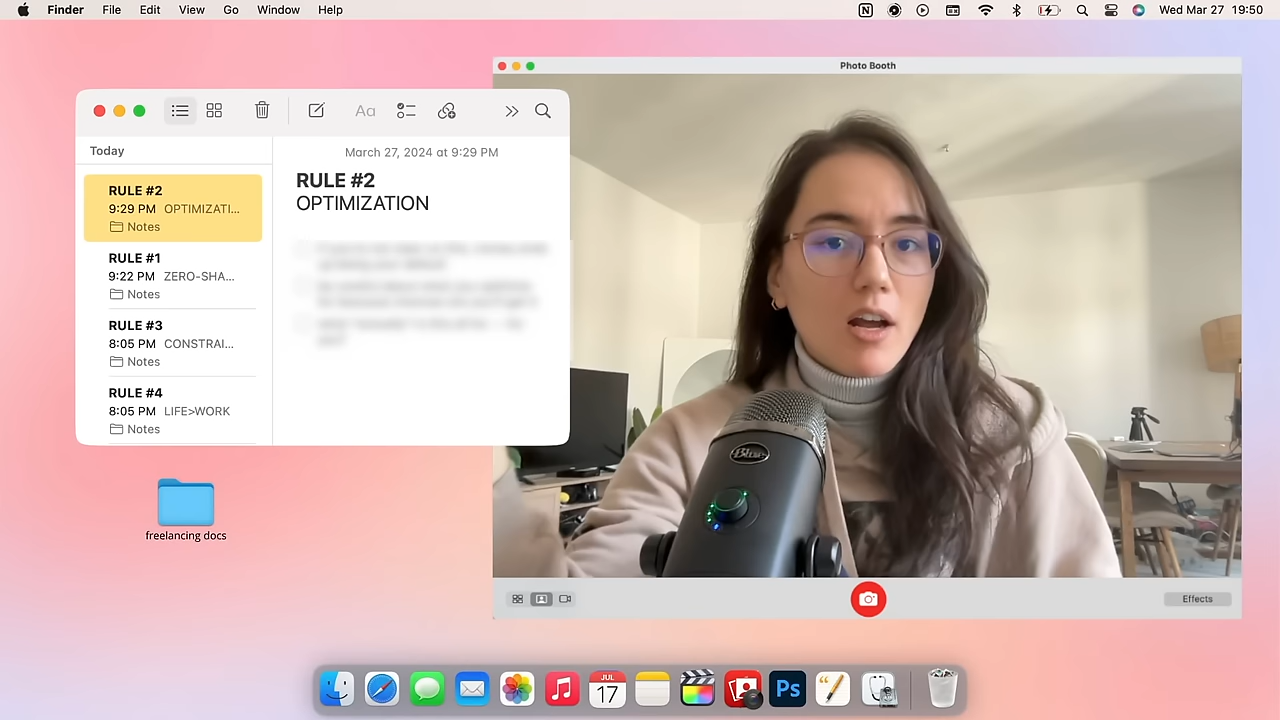 Finder File Edit View Go Window Help
Wed Mar 27 19:50
Photo Booth
Today
RULE #2
9:29 PM OPTIMIZATI...
Notes
RULE #1
9:22 PM ZERO-SHA...
Notes
RULE #3
8:05 PM CONSTRAI...
Notes
RULE #4
8:05 PM LIFE>WORK
Notes
Aa
March 27, 2024 at 9:29 PM
RULE #2
OPTIMIZATION
Blue
freelancing docs
Effects
JUL
17
Ps